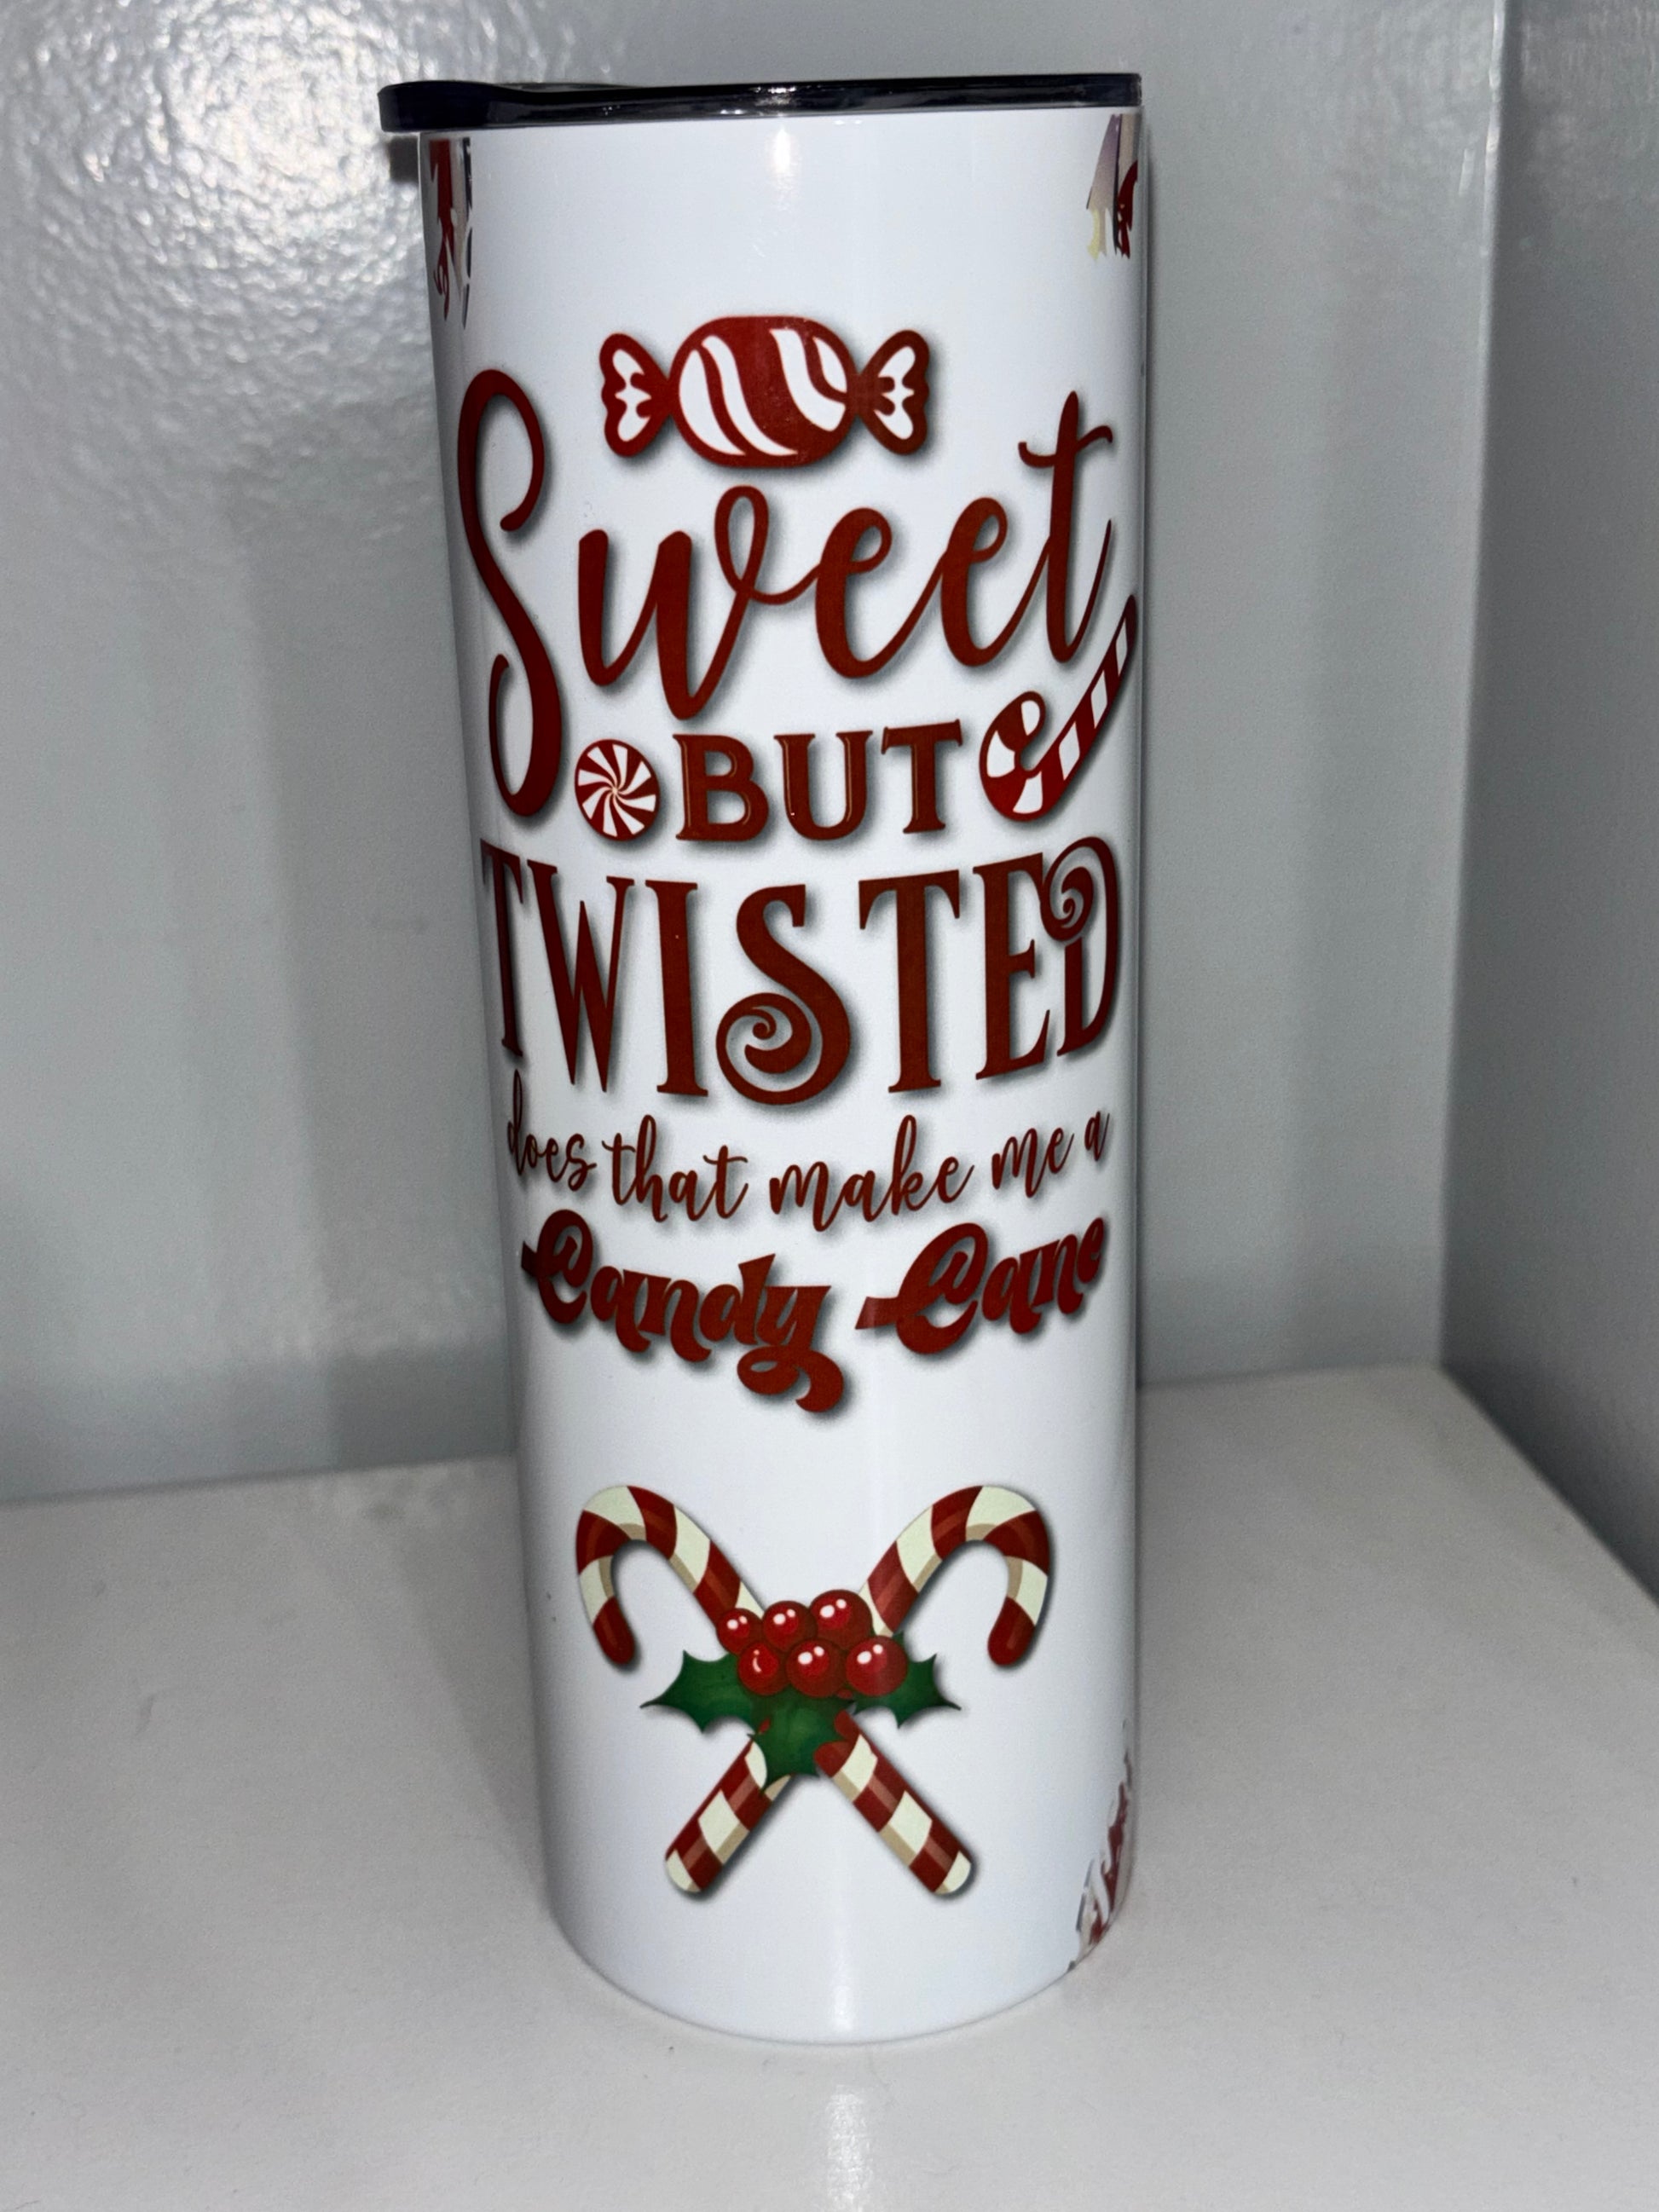 Sweet
BUT
TWISTED
does that make me a
Candy Cane